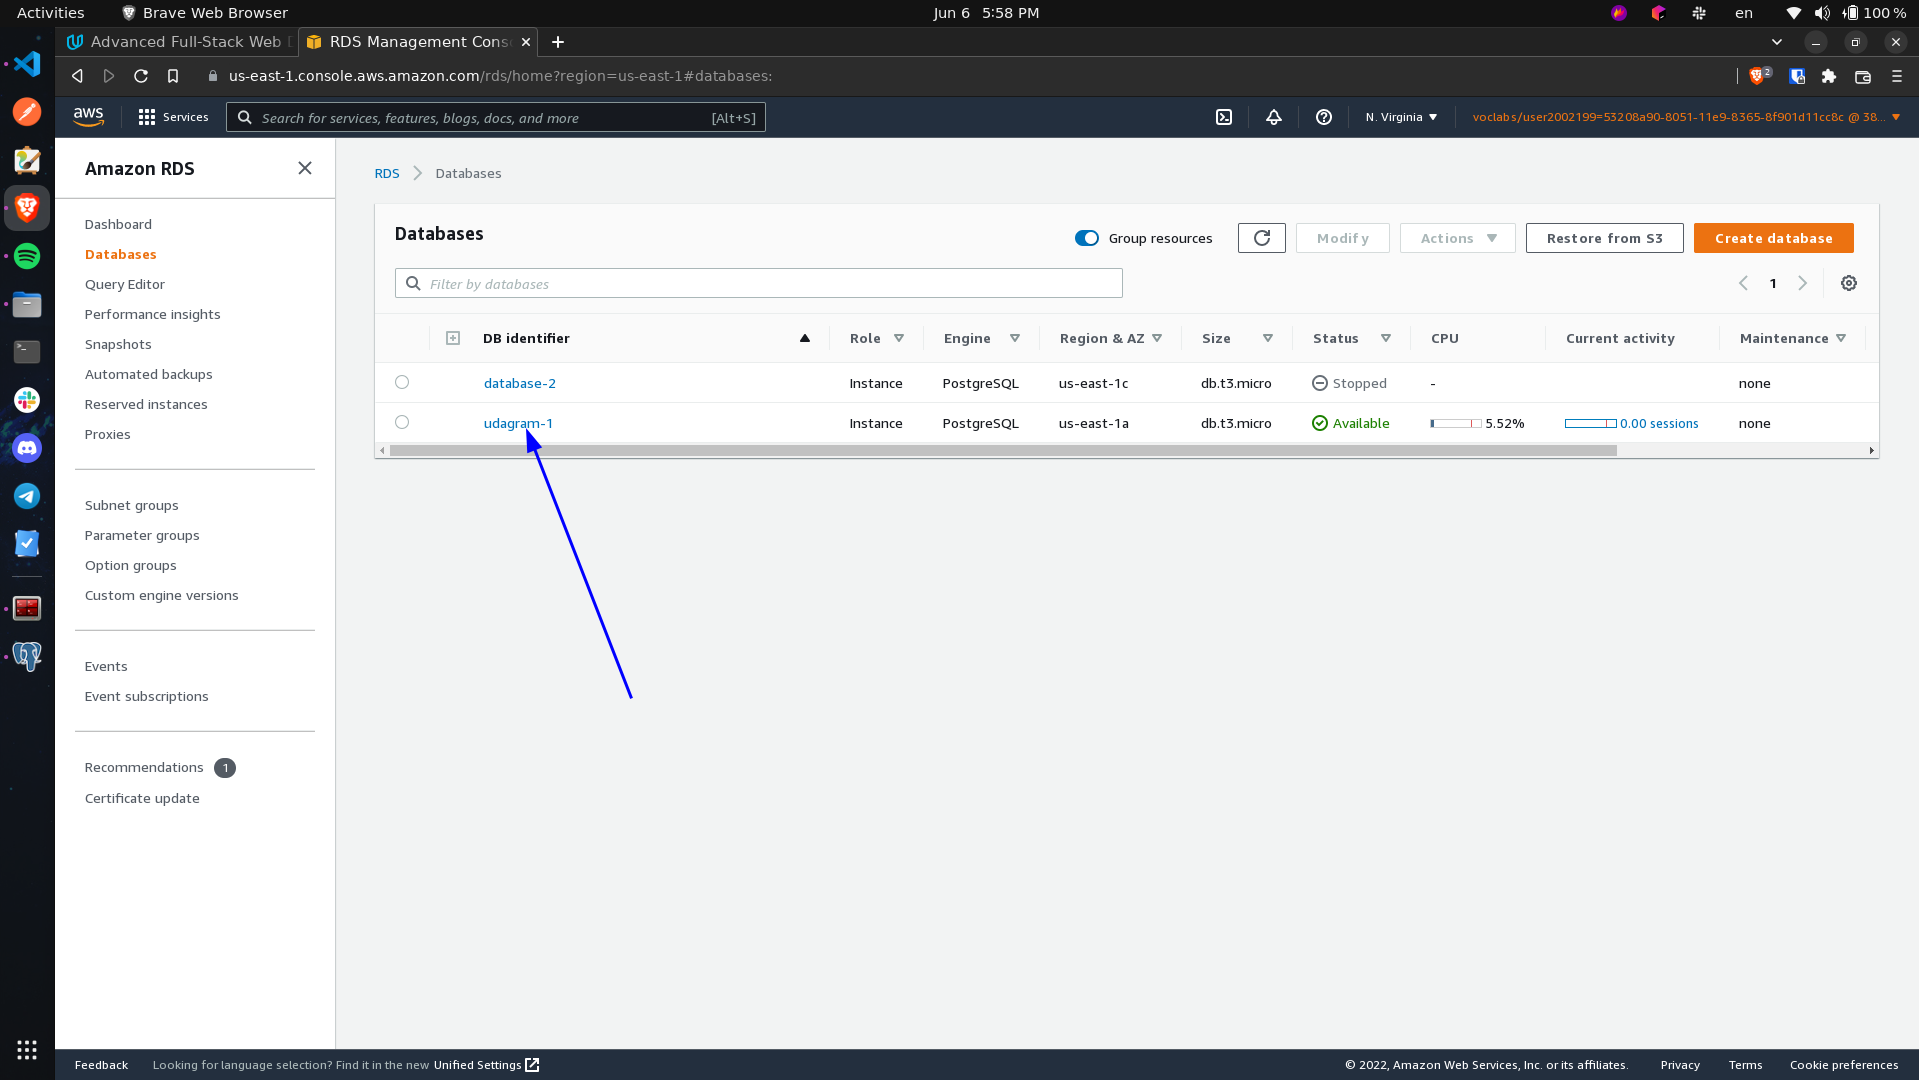 Activities Brave Web Browser Jun 6 5:58 PM en 100 %
Advanced Full-Stack Web RDS Management Cons
us-east-1.console.aws.amazon.com/rds/home?region=us-east-1#databases: 2
aws Services Search for services, features, blogs, docs, and more [Alt+S] N. Virginia voclabs/user2002199=53208a90-8051-11e9-8365-8f901d11cc8c @ 38...
Amazon RDS
Dashboard
Databases
Query Editor
Performance insights
Snapshots
Automated backups
Reserved instances
Proxies
Subnet groups
Parameter groups
Option groups
Custom engine versions
Events
Event subscriptions
Recommendations 1
Certificate update
RDS Databases
Databases Group resources Modify Actions Restore from S3 Create database
Filter by databases 1
DB identifier Role Engine Region & AZ Size Status CPU Current activity Maintenance
database-2 Instance PostgreSQL us-east-1c db.t3.micro Stopped - none
udagram-1 Instance PostgreSQL us-east-1a db.t3.micro Available 5.52% 0.00 sessions none
Feedback Looking for language selection? Find it in the new Unified Settings © 2022, Amazon Web Services, Inc. or its affiliates. Privacy Terms Cookie preferences